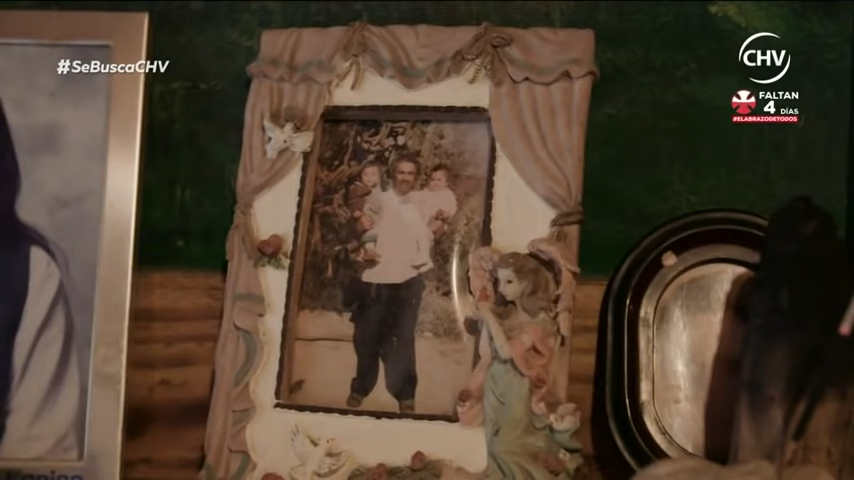 #SeBuscaCHV
CHV
FALTAN
4 DÍAS
#ELABRAZODETODOS